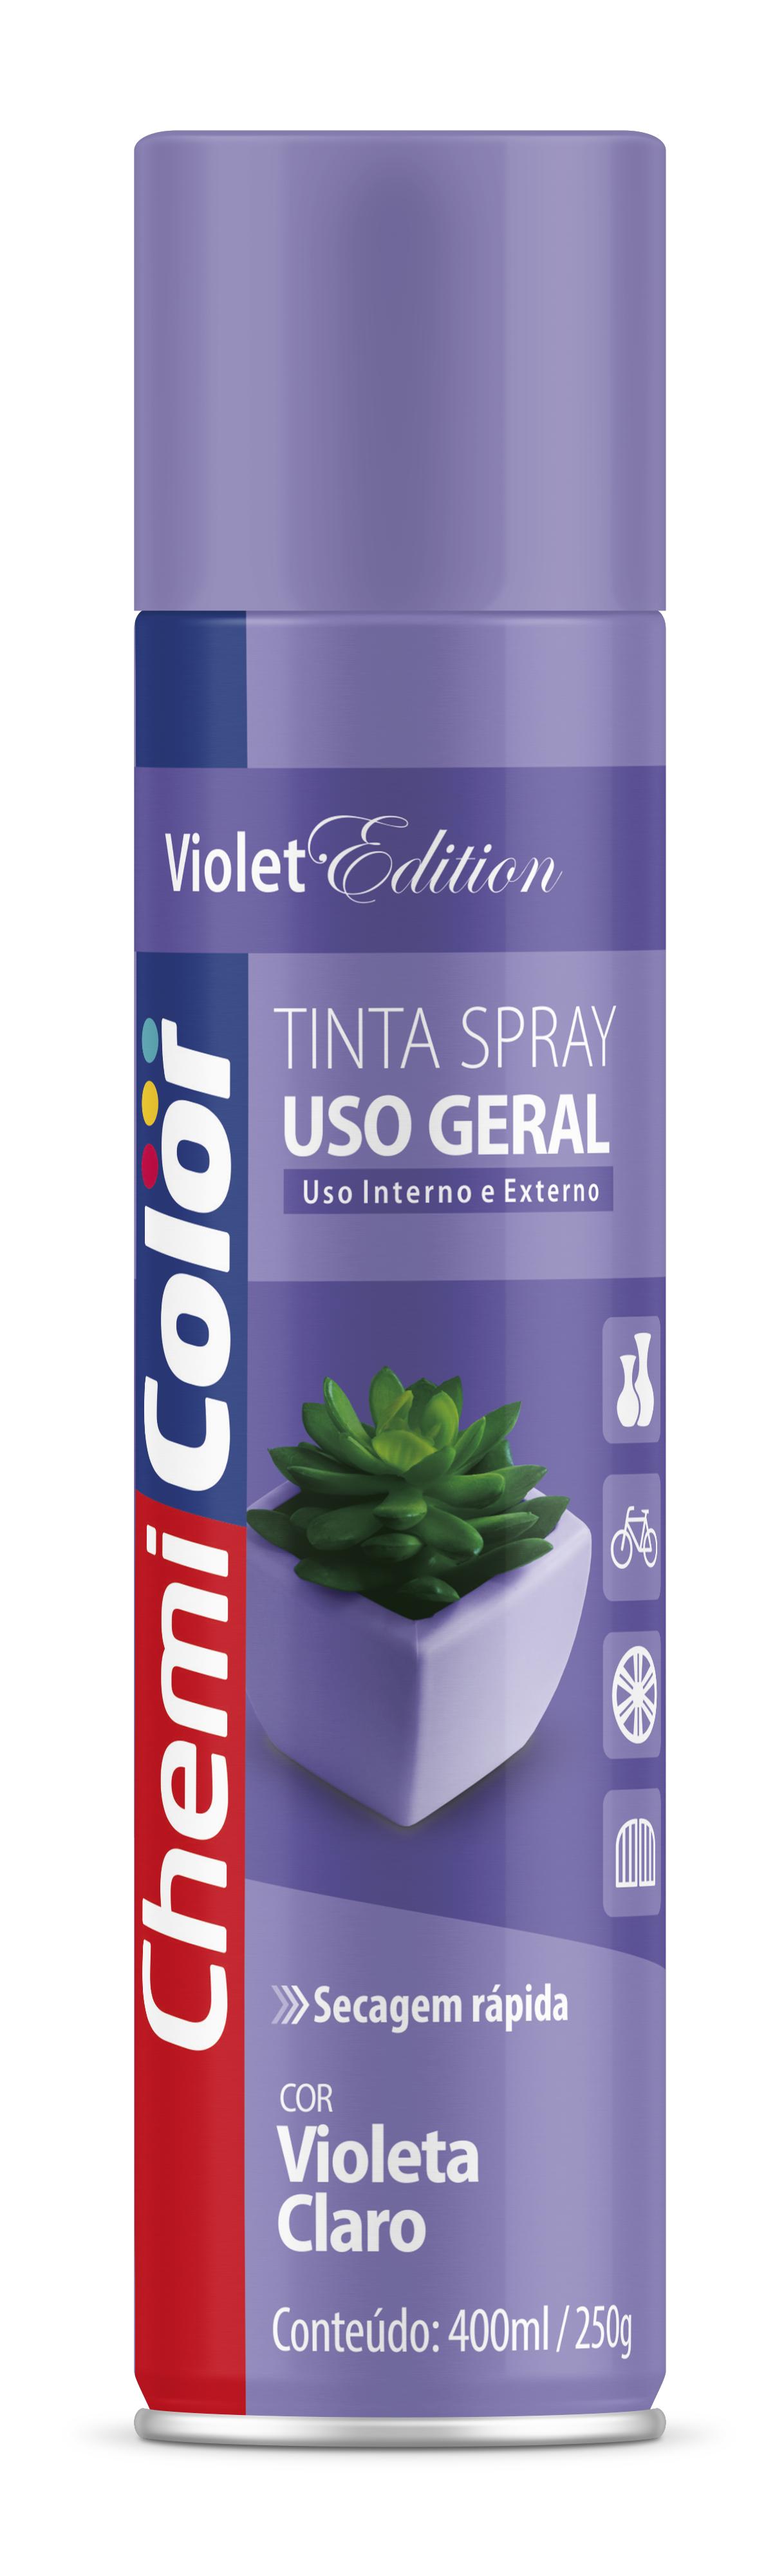 Violet Edition
ChemiColor
TINTA SPRAY
USO GERAL
Uso Interno e Externo
Secagem rápida
COR
Violeta
Claro
Conteúdo: 400ml / 250g